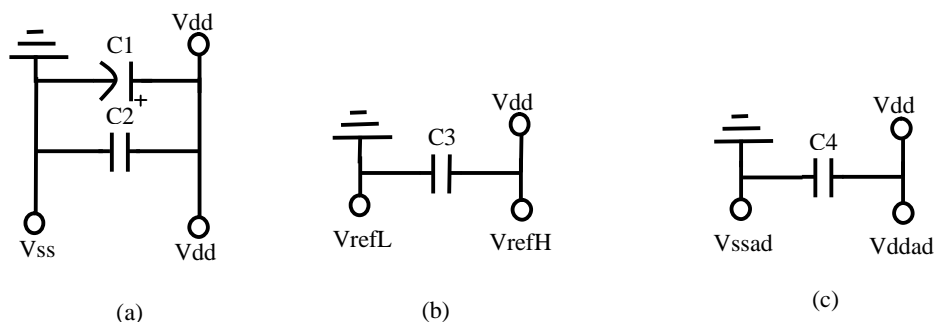 Vdd
C1
+
C2
Vss
Vdd
(a)
Vdd
C3
VrefL
VrefH
(b)
Vdd
C4
Vssad
Vddad
(c)